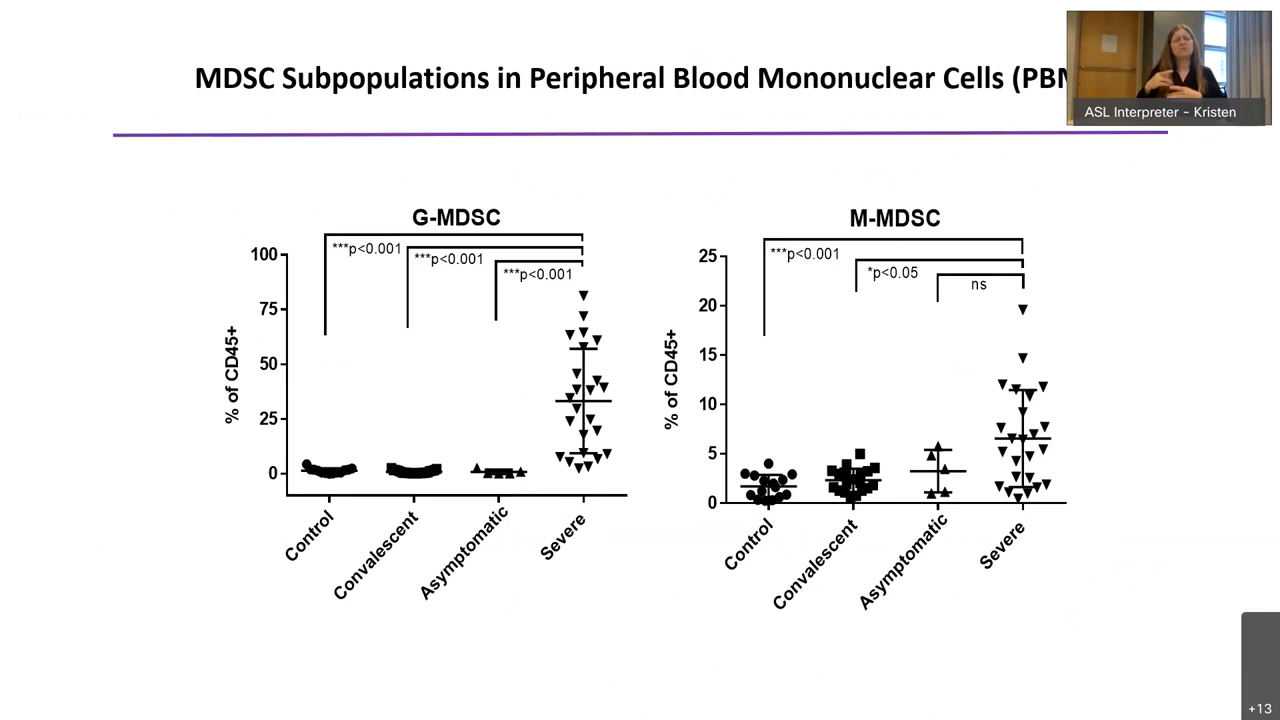 MDSC Subpopulations in Peripheral Blood Mononuclear Cells (PB
ASL Interpreter - Kristen
G-MDSC
***p<0.001
***p<0.001
***p<0.001
100
75
50
25
0
% of CD45+
Control
Convalescent
Asymptomatic
Severe
M-MDSC
***p<0.001
*p<0.05
ns
25
20
15
10
5
0
% of CD45+
Control
Convalescent
Asymptomatic
Severe
+13